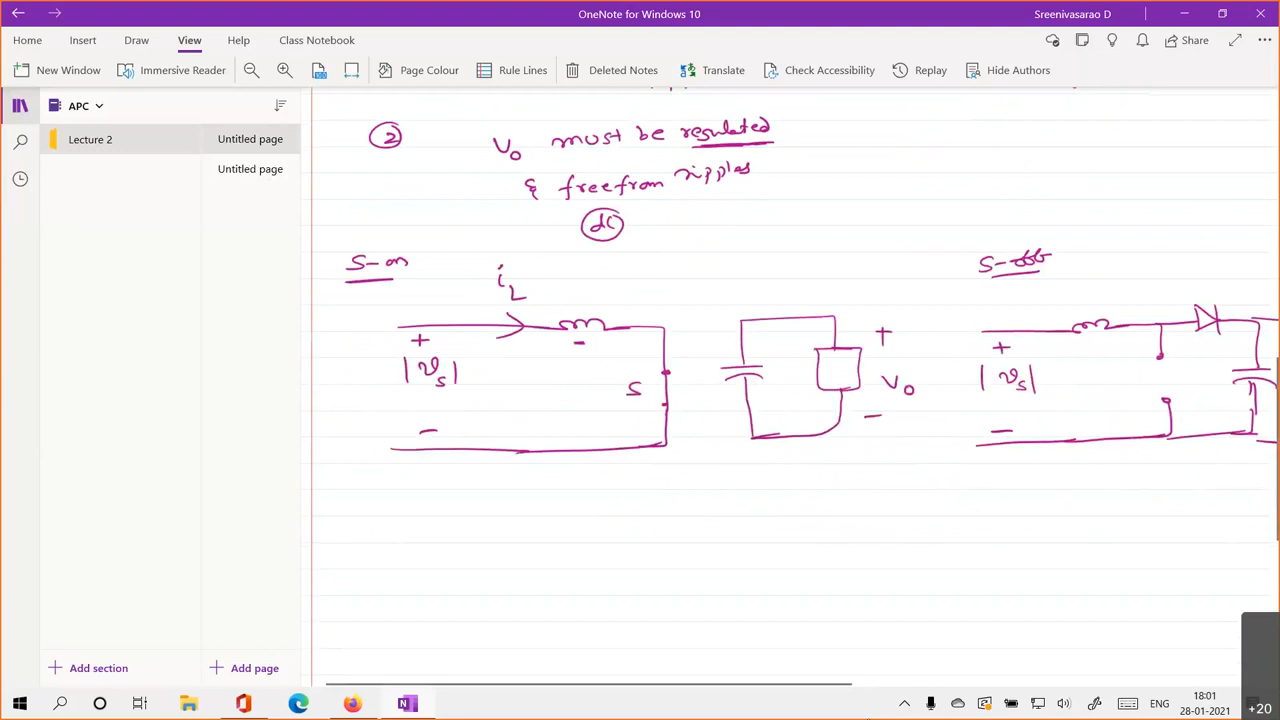 OneNote for Windows 10
Sreenivasarao D
Home Insert Draw View Help Class Notebook
Share
New Window Immersive Reader Page Colour Rule Lines Deleted Notes Translate Check Accessibility Replay Hide Authors
APC
Lecture 2
Untitled page
Untitled page
2 Vo must be regulated
& free from ripples
dc
S-on
iL
+
|vs|
-
S
+
Vo
-
S-off
+
|vs|
-
Add section
Add page
ENG
18:01
28-01-2021
+20